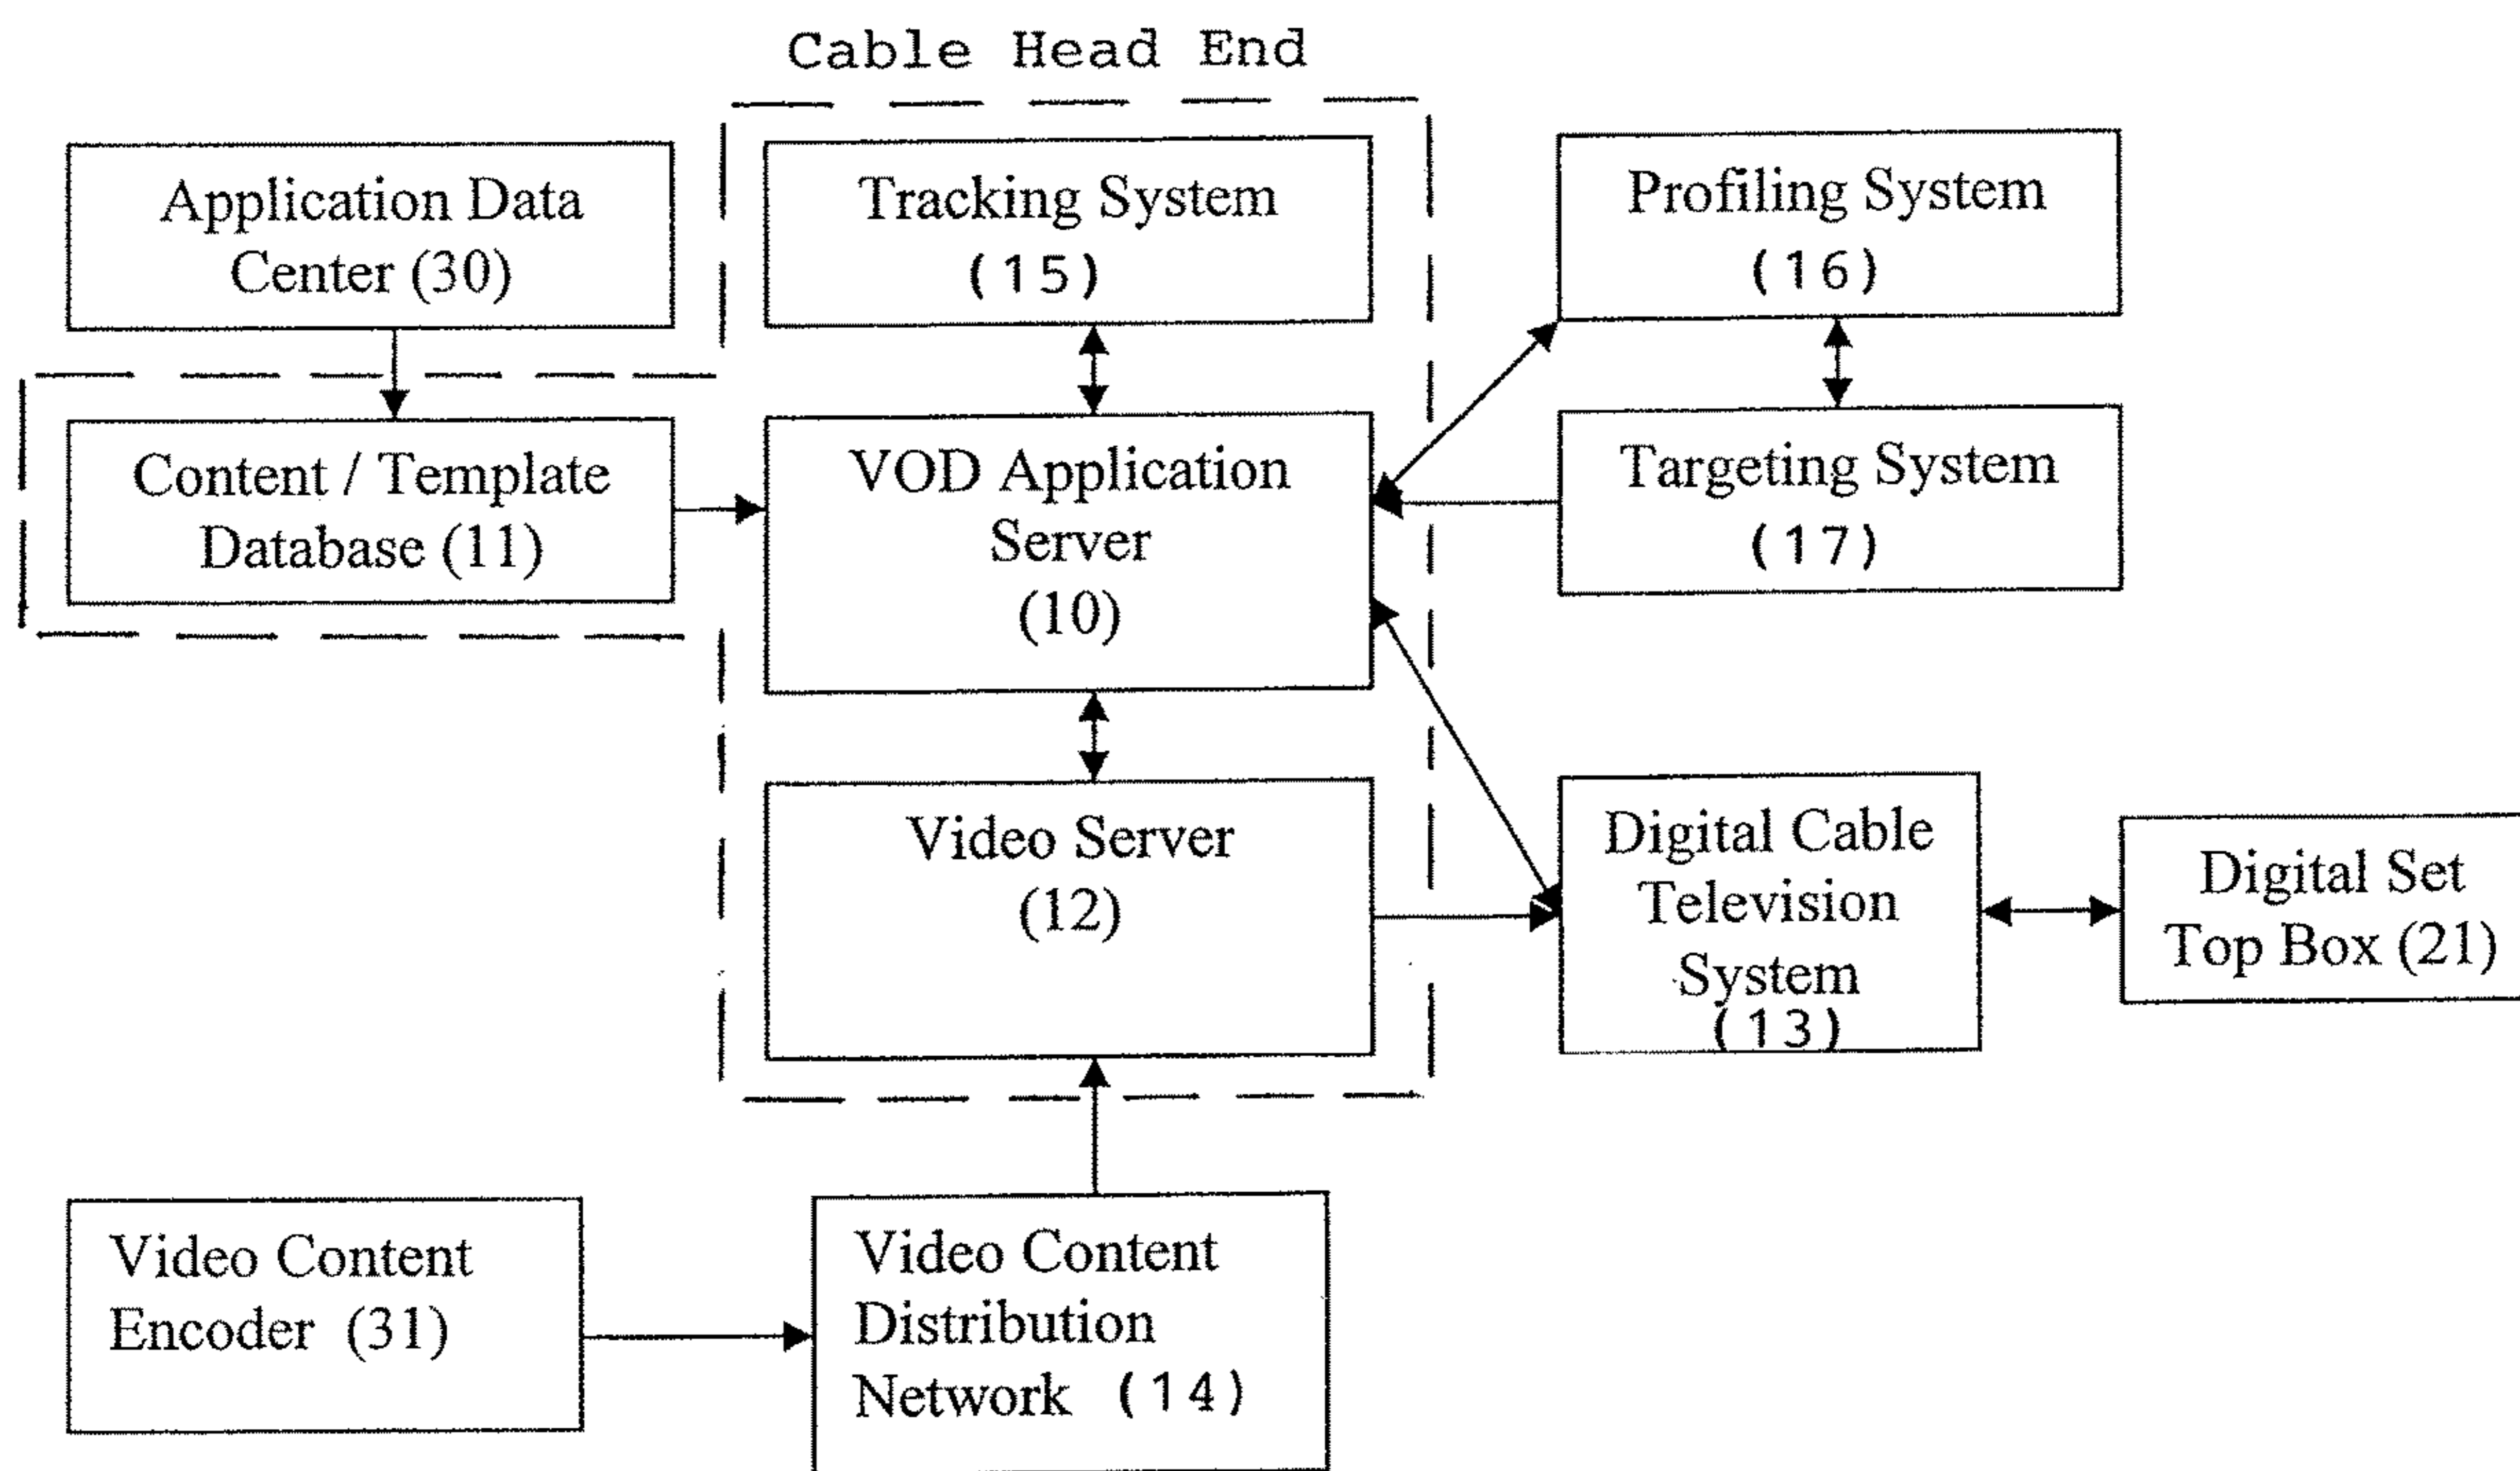 Cable Head End
Application Data
Center (30)
Tracking System
(15)
Profiling System
(16)
Content / Template
Database (11)
VOD Application
Server
(10)
Targeting System
(17)
Video Server
(12)
Digital Cable
Television
System
(13)
Digital Set
Top Box (21)
Video Content
Encoder (31)
Video Content
Distribution
Network (14)